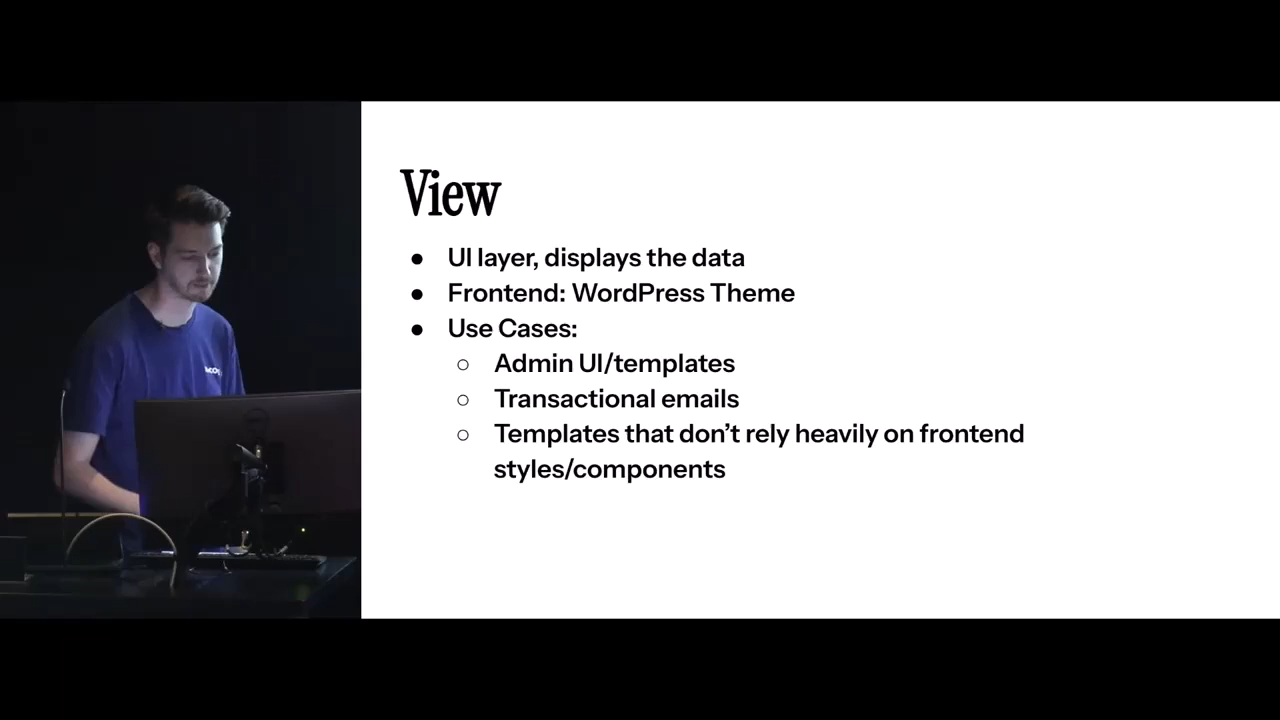 View
● UI layer, displays the data
● Frontend: WordPress Theme
● Use Cases:
○ Admin UI/templates
○ Transactional emails
○ Templates that don’t rely heavily on frontend
styles/components